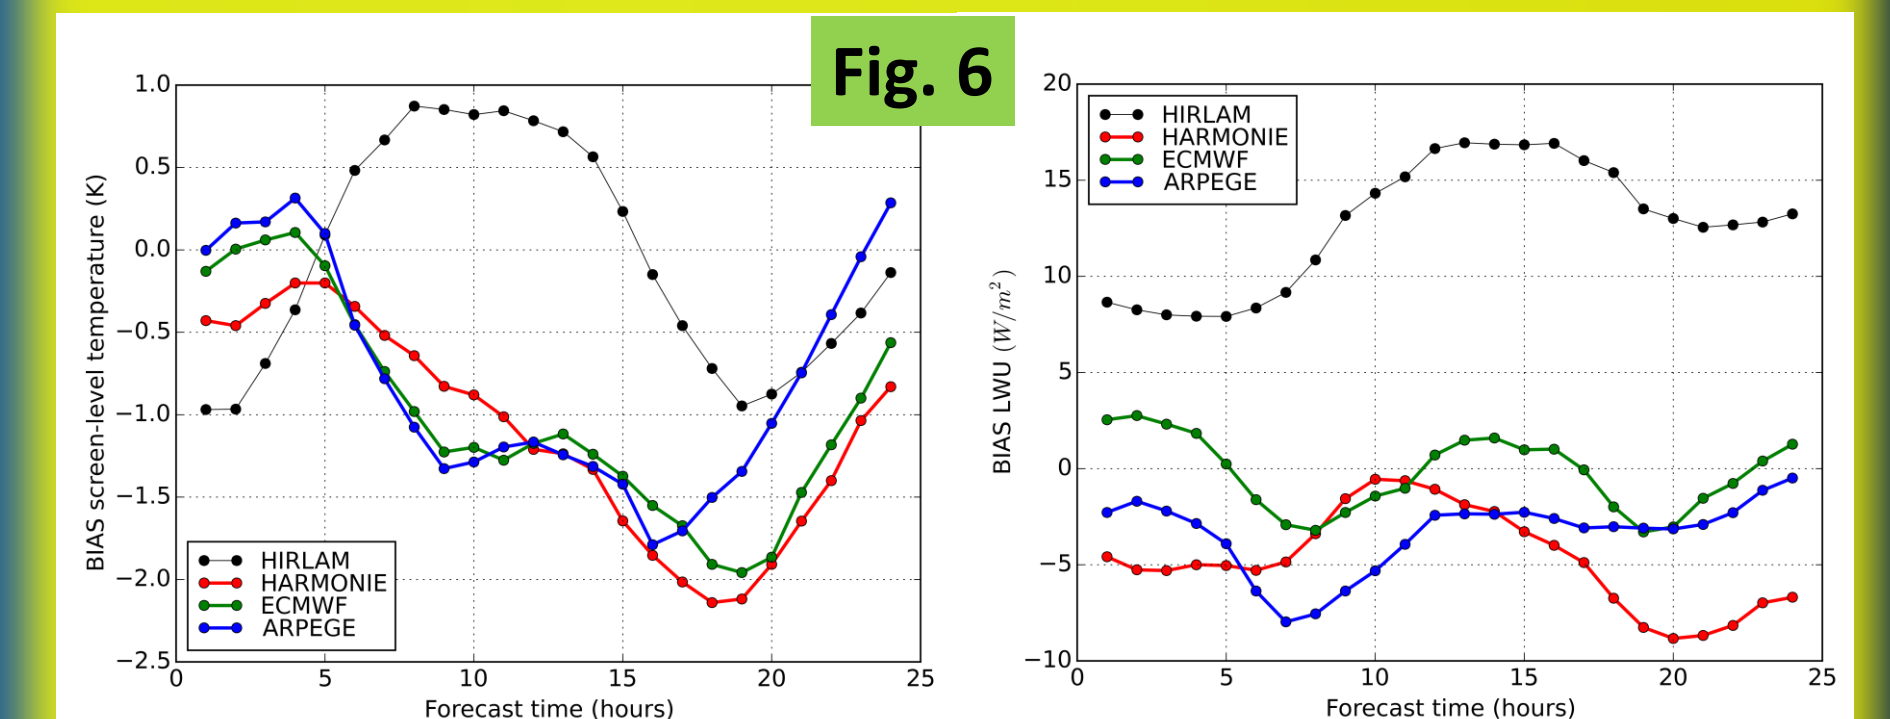 Fig. 6
1.0
0.5
0.0
−0.5
−1.0
−1.5
−2.0
−2.5
BIAS screen-level temperature (K)
HIRLAM
HARMONIE
ECMWF
ARPEGE
0 5 10 15 20 25
Forecast time (hours)
20
15
10
5
0
−5
−10
BIAS LWU (W/m²)
HIRLAM
HARMONIE
ECMWF
ARPEGE
0 5 10 15 20 25
Forecast time (hours)